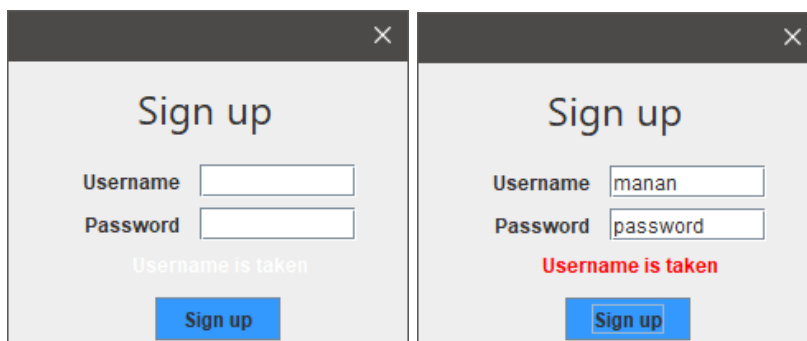 Sign up
Username
Password
Username is taken
Sign up
Sign up
Username manan
Password password
Username is taken
Sign up